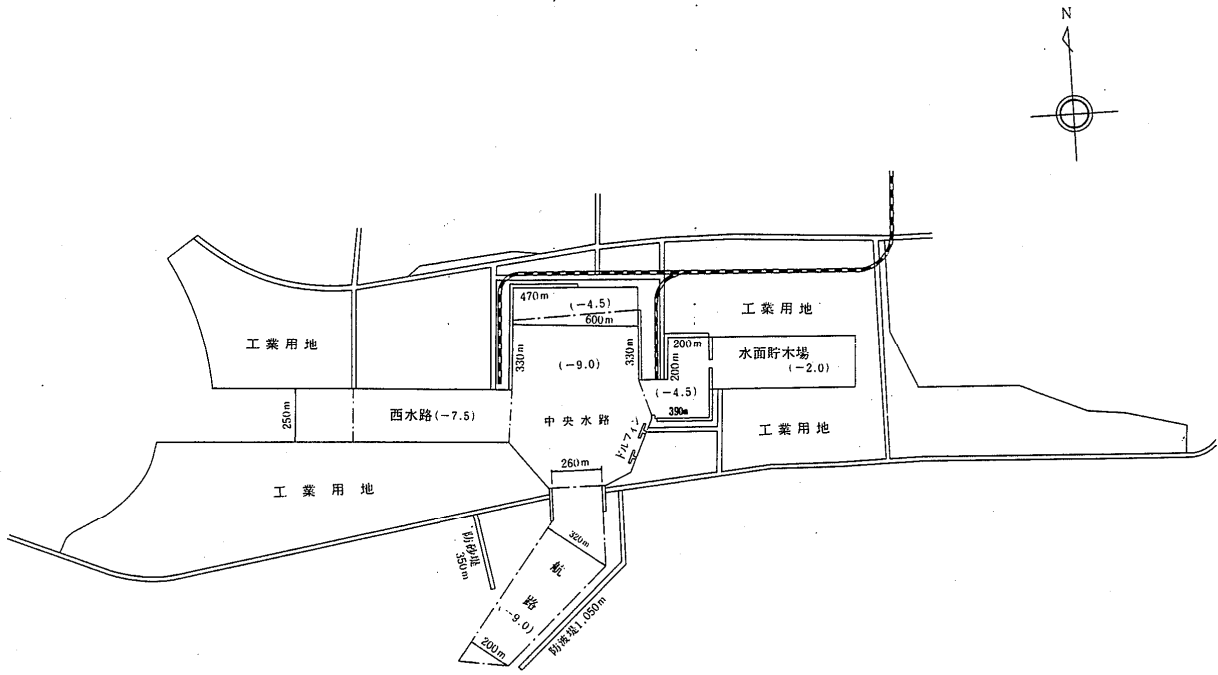 N
470m
(-4.5)
600m
工業用地
工業用地
330m
(-9.0)
330m
200m
200m
水面貯木場
(-2.0)
(-4.5)
390m
250m
西水路(-7.5)
中央水路
ドルフィン
工業用地
260m
工業用地
防砂堤
350m
320m
航路
(-9.0)
200m
防波堤1,050m